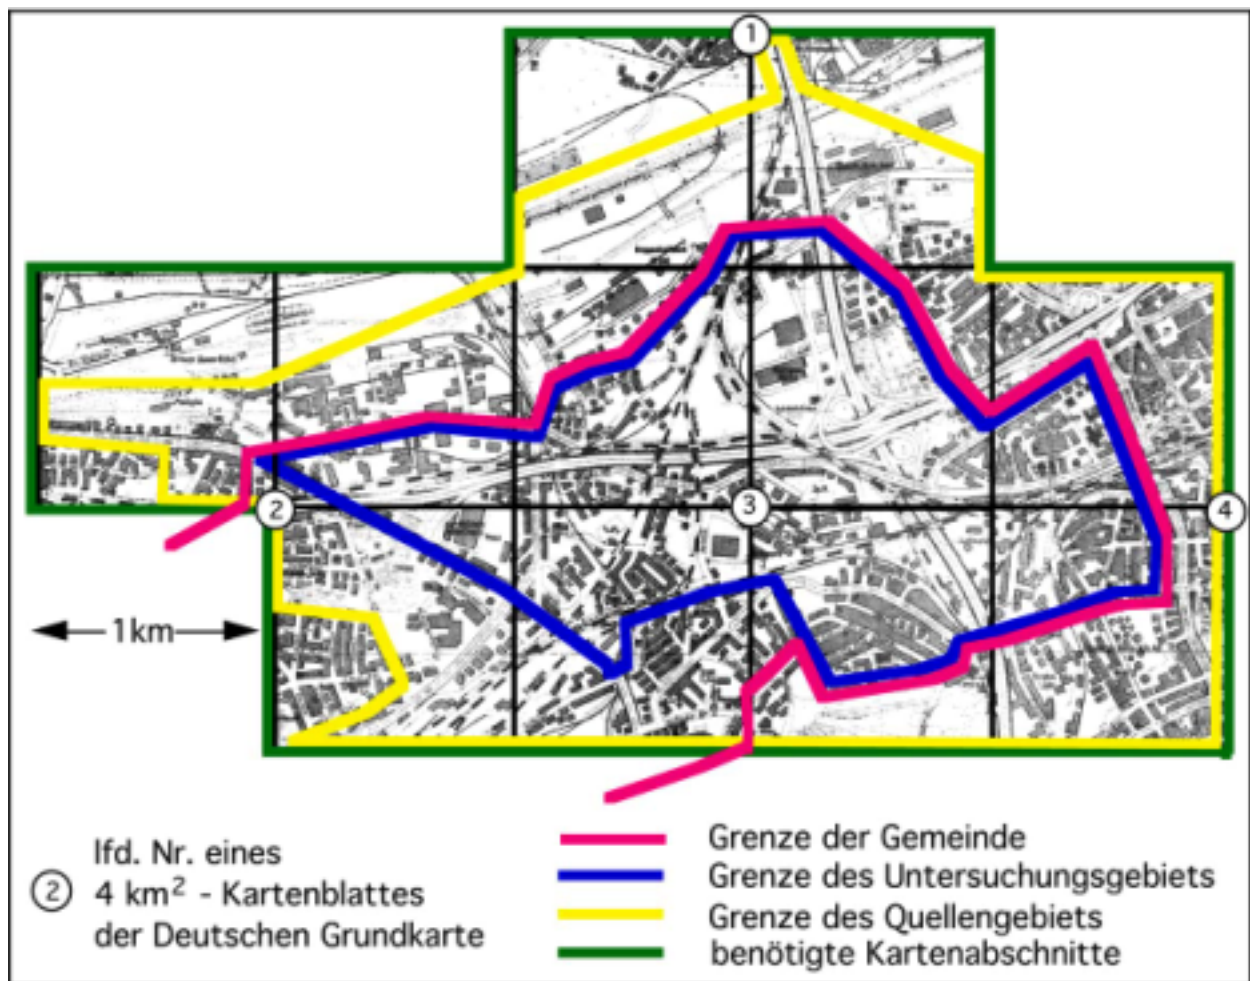 1
2
3
4
1km
2
lfd. Nr. eines
4 km² - Kartenblattes
der Deutschen Grundkarte
Grenze der Gemeinde
Grenze des Untersuchungsgebiets
Grenze des Quellengebiets
benötigte Kartenabschnitte